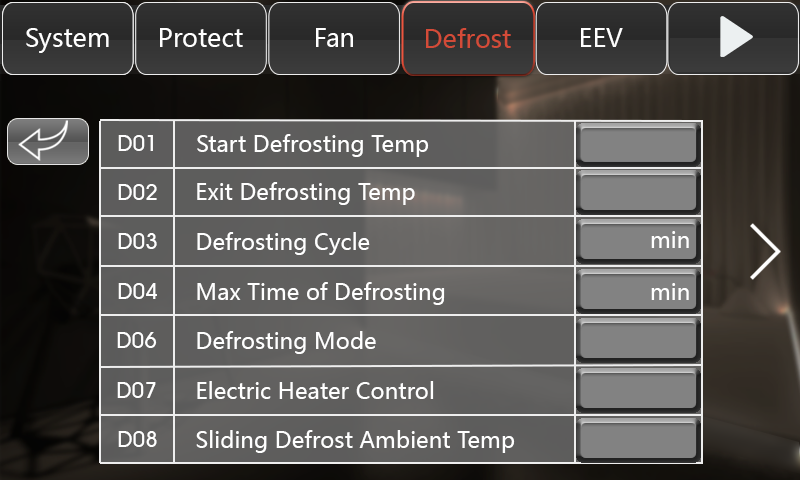 System Protect Fan Defrost EEV
D01 Start Defrosting Temp
D02 Exit Defrosting Temp
D03 Defrosting Cycle min
D04 Max Time of Defrosting min
D06 Defrosting Mode
D07 Electric Heater Control
D08 Sliding Defrost Ambient Temp